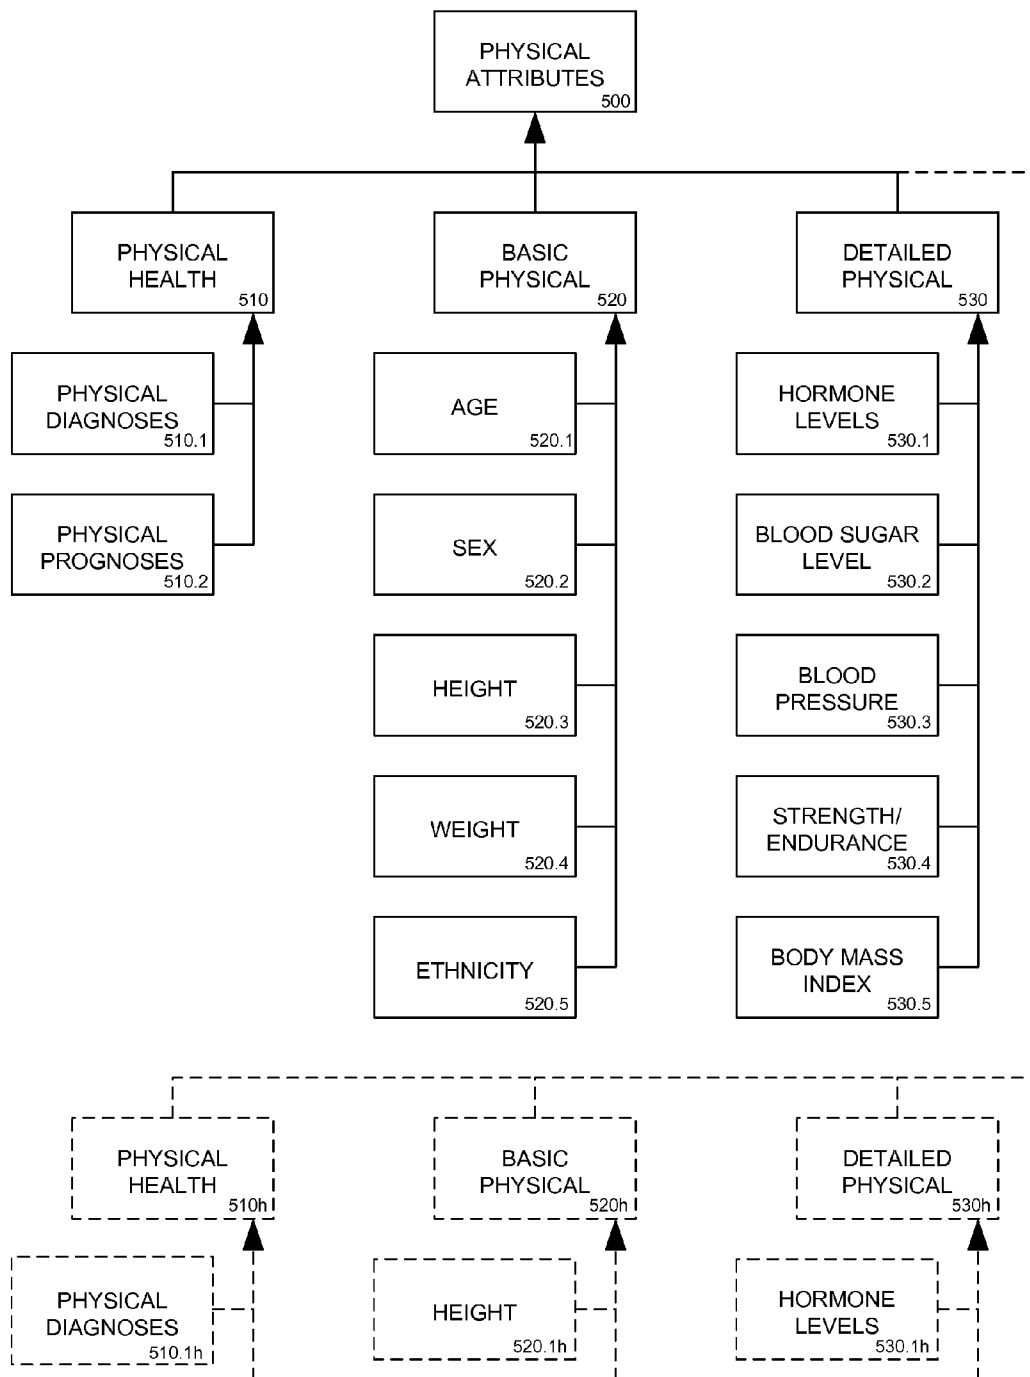 PHYSICAL
ATTRIBUTES
500
PHYSICAL
HEALTH
510
BASIC
PHYSICAL
520
DETAILED
PHYSICAL
530
PHYSICAL
DIAGNOSES
510.1
AGE
520.1
HORMONE
LEVELS
530.1
PHYSICAL
PROGNOSES
510.2
SEX
520.2
BLOOD SUGAR
LEVEL
530.2
HEIGHT
520.3
BLOOD
PRESSURE
530.3
WEIGHT
520.4
STRENGTH/
ENDURANCE
530.4
ETHNICITY
520.5
BODY MASS
INDEX
530.5
PHYSICAL
HEALTH
510h
BASIC
PHYSICAL
520h
DETAILED
PHYSICAL
530h
PHYSICAL
DIAGNOSES
510.1h
HEIGHT
520.1h
HORMONE
LEVELS
530.1h